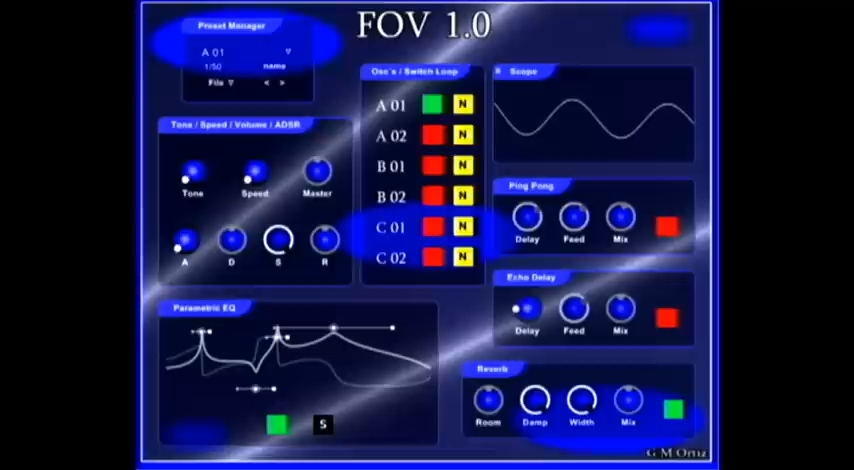 FOV 1.0
Preset Manager
A 01
1/50 name
File < >
Tone / Speed / Volume / ADSR
Tone Speed Master
A D S R
Osc's / Switch Loop
A 01 N
A 02 N
B 01 N
B 02 N
C 01 N
C 02 N
Scope
Ping Pong
Delay Feed Mix
Echo Delay
Delay Feed Mix
Parametric EQ
S
Reverb
Room Damp Width Mix
G M Ortiz